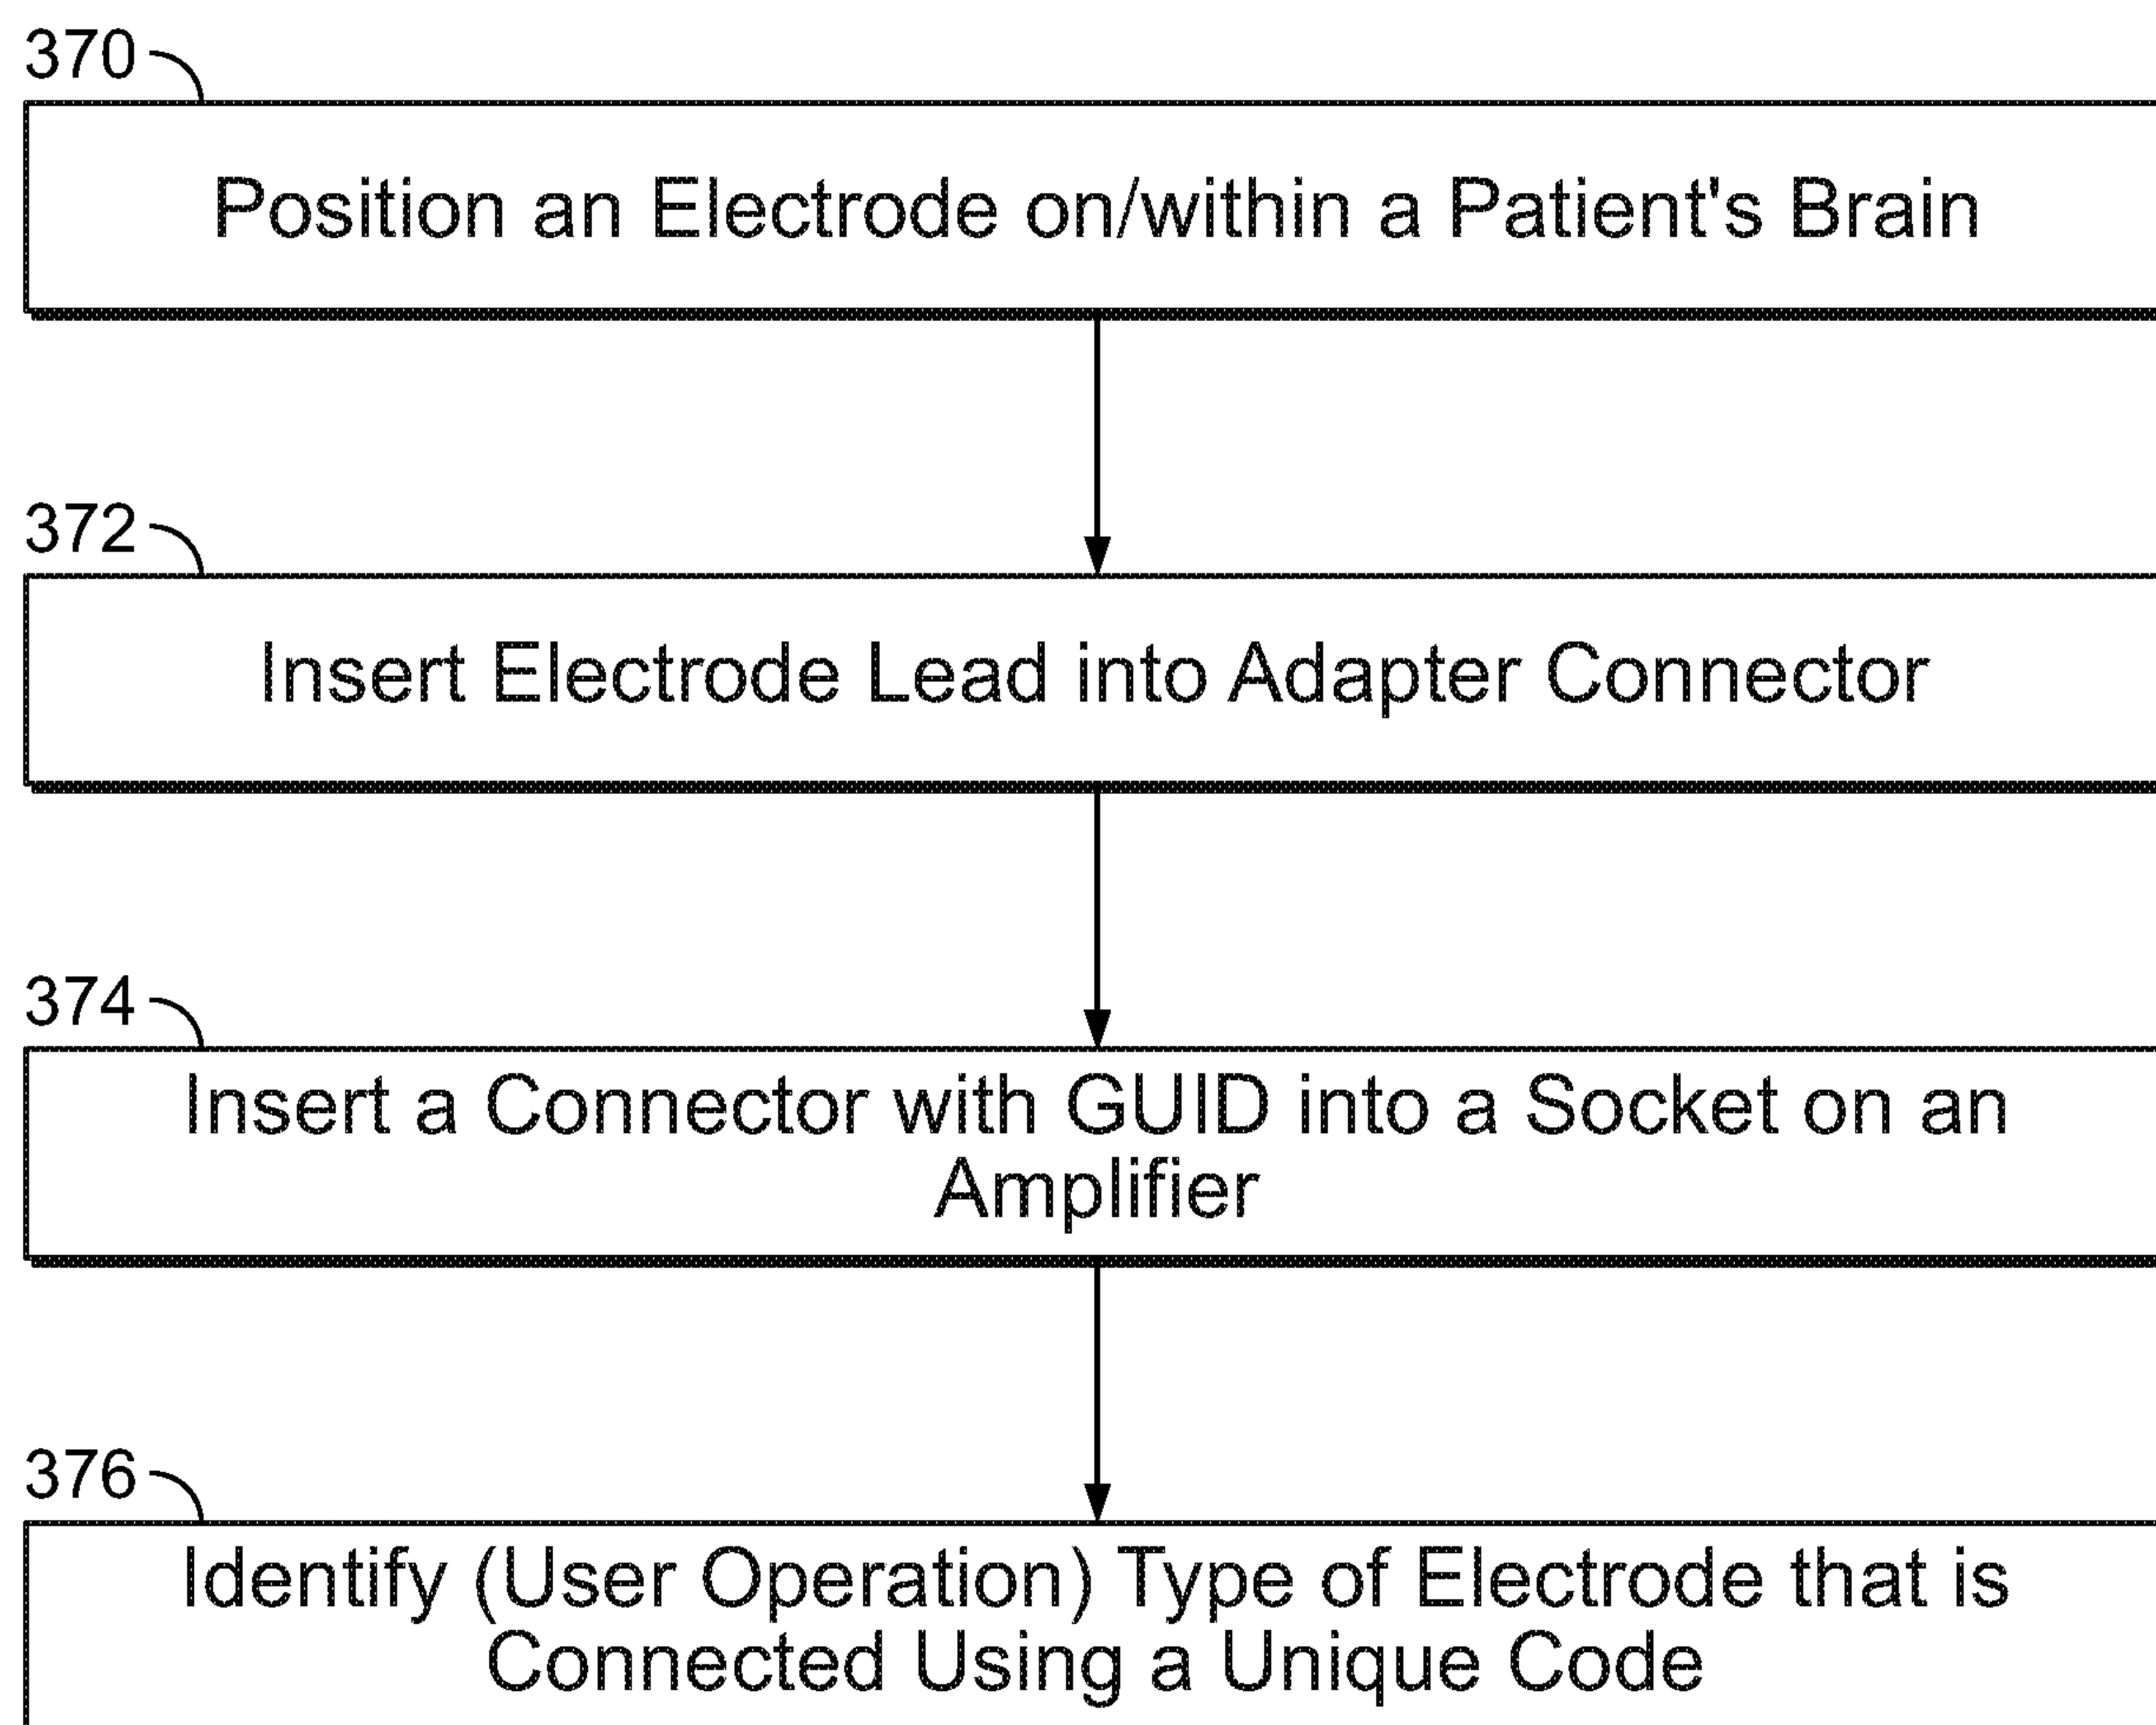 370
Position an Electrode on/within a Patient's Brain
372
Insert Electrode Lead into Adapter Connector
374
Insert a Connector with GUID into a Socket on an
Amplifier
376
Identify (User Operation) Type of Electrode that is
Connected Using a Unique Code